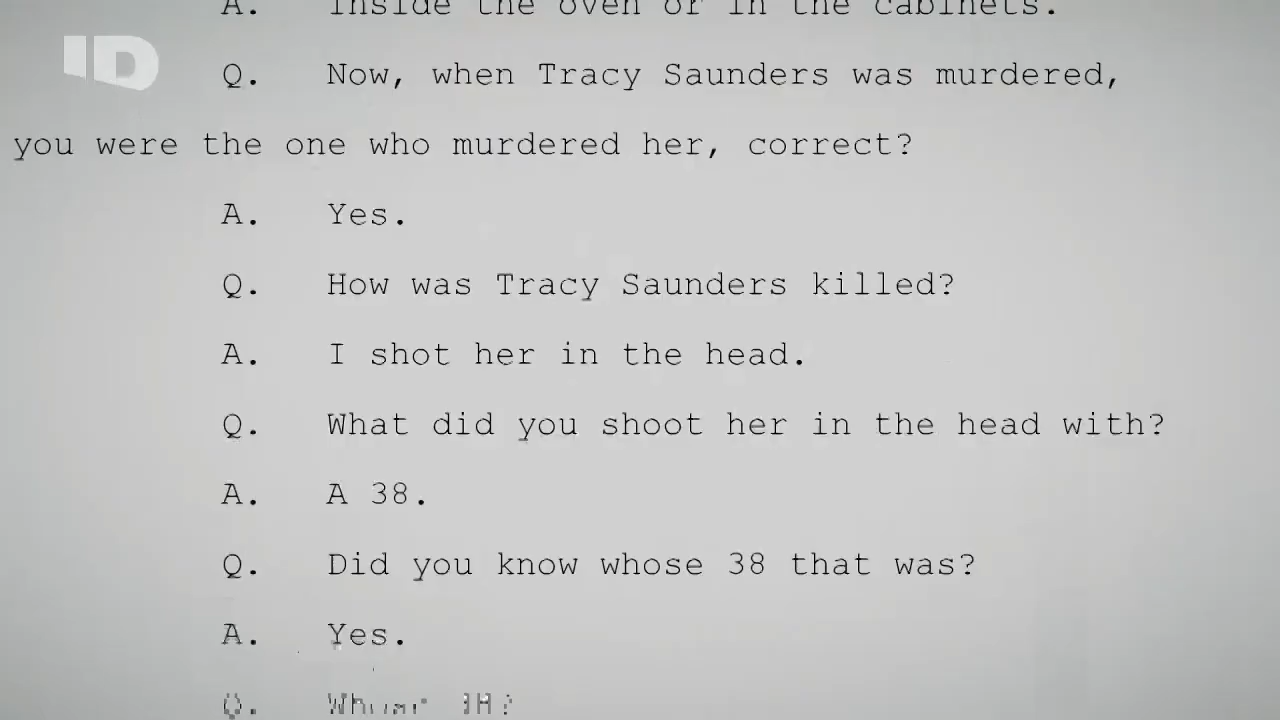 A. Inside the oven or in the cabinets.
ID
Q. Now, when Tracy Saunders was murdered,
you were the one who murdered her, correct?
A. Yes.
Q. How was Tracy Saunders killed?
A. I shot her in the head.
Q. What did you shoot her in the head with?
A. A 38.
Q. Did you know whose 38 that was?
A. Yes.
Q.